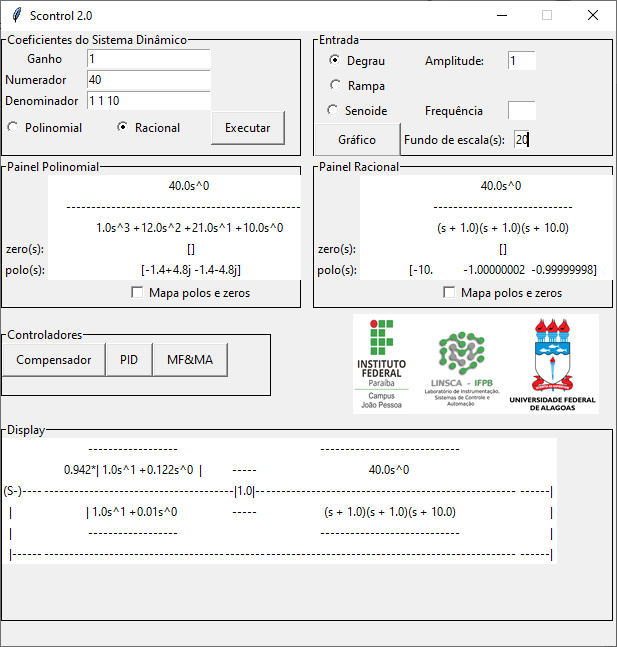 Scontrol 2.0
Coeficientes do Sistema Dinâmico
Ganho 1
Numerador 40
Denominador 1 1 10
Polinomial Racional Executar
Entrada
Degrau Amplitude: 1
Rampa
Senoide Frequência
Gráfico Fundo de escala(s): 20
Painel Polinomial
40.0s^0
------------------------------------------------
1.0s^3 +12.0s^2 +21.0s^1 +10.0s^0
zero(s): []
polo(s): [-1.4+4.8j -1.4-4.8j]
Mapa polos e zeros
Painel Racional
40.0s^0
----------------------------
(s + 1.0)(s + 1.0)(s + 10.0)
zero(s): []
polo(s): [-10. -1.00000002 -0.99999998]
Mapa polos e zeros
Controladores
Compensador PID MF&MA
INSTITUTO
FEDERAL
Paraíba
Campus
João Pessoa
LINSCA - IFPB
Laboratório de Instrumentação,
Sistemas de Controle e
Automação
UNIVERSIDADE FEDERAL
DE ALAGOAS
Display
------------------ ----------------------------
0.942*| 1.0s^1 +0.122s^0 | ----- 40.0s^0
(S-)---- -------------------------------------|1.0|---------------------------------------------------- ------|
| | 1.0s^1 +0.01s^0 ----- (s + 1.0)(s + 1.0)(s + 10.0) |
| ------------------ ---------------------------- |
|------ ----------------------------------------------------------------------------------------------- ------|